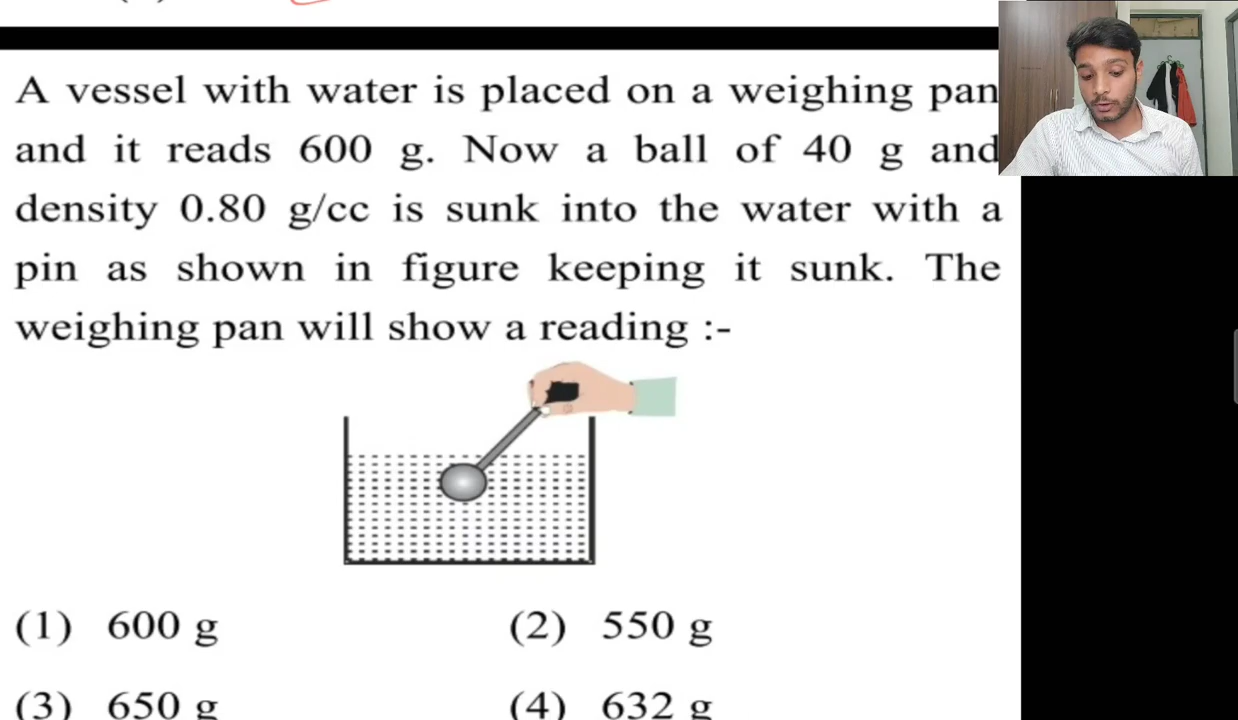 A vessel with water is placed on a weighing pan
and it reads 600 g. Now a ball of 40 g and
density 0.80 g/cc is sunk into the water with a
pin as shown in figure keeping it sunk. The
weighing pan will show a reading :-
(1) 600 g (2) 550 g
(3) 650 g (4) 632 g